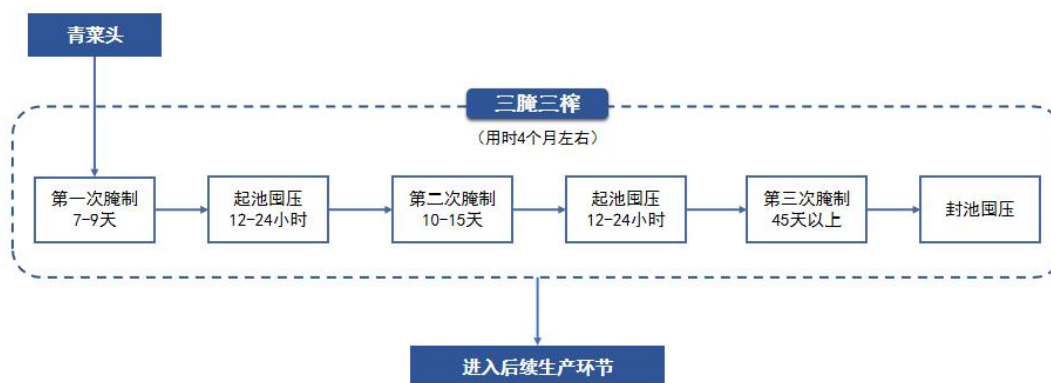 青菜头
三腌三榨
（用时4个月左右）
第一次腌制
7-9天
起池囤压
12-24小时
第二次腌制
10-15天
起池囤压
12-24小时
第三次腌制
45天以上
封池囤压
进入后续生产环节